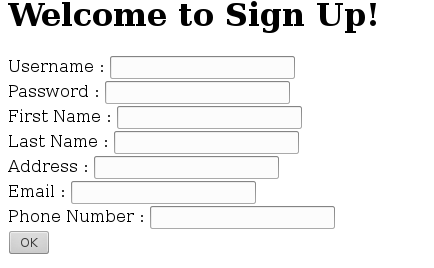 Welcome to Sign Up!
Username :
Password :
First Name :
Last Name :
Address :
Email :
Phone Number :
OK